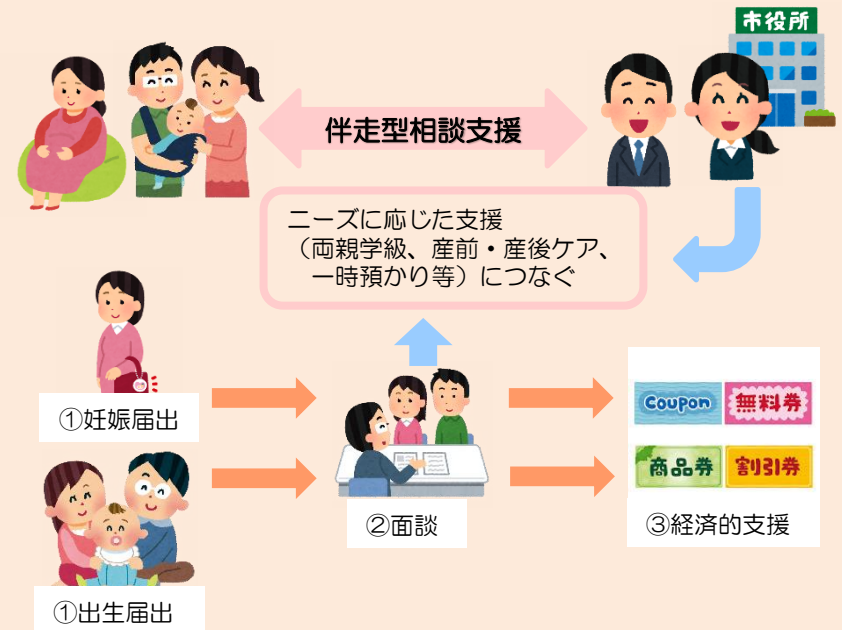 市役所
伴走型相談支援
ニーズに応じた支援
（両親学級、産前・産後ケア、
一時預かり等）につなぐ
①妊娠届出
①出生届出
②面談
Coupon
無料券
商品券
割引券
③経済的支援